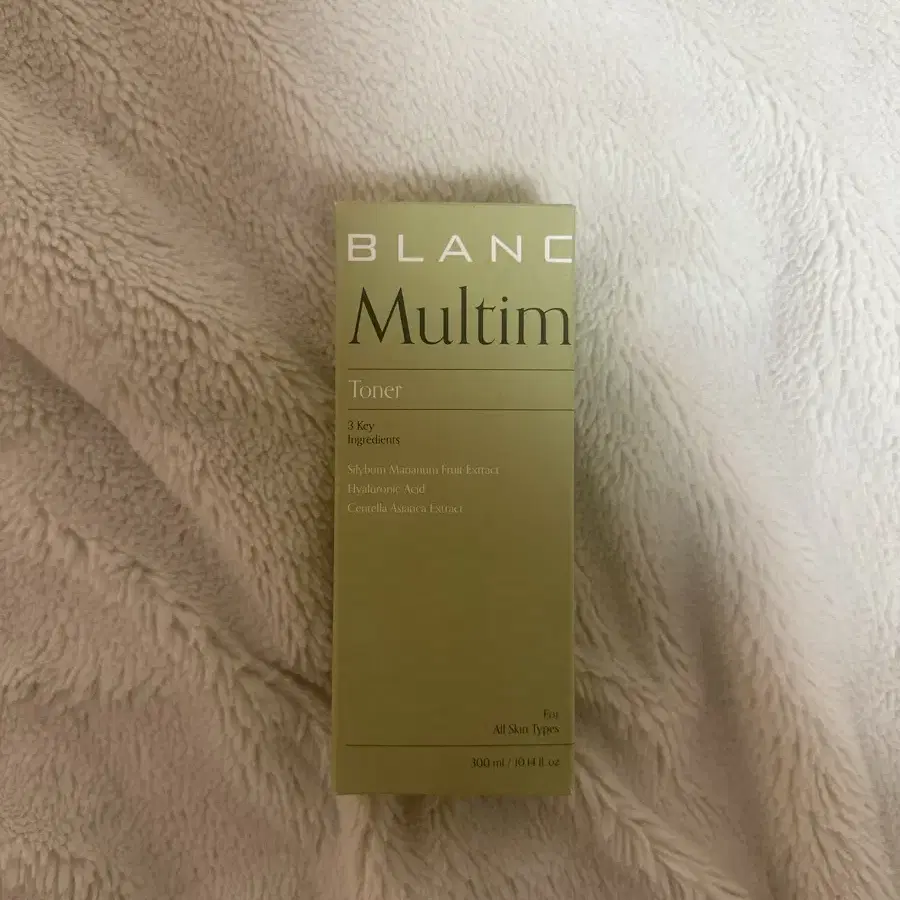 BLANC
Multim
Toner
3 Key
Ingredients
Silybum Marianum Fruit Extract
Hyaluronic Acid
Centella Asiatica Extract
For
All Skin Types
300 ml / 10.14 fl. oz